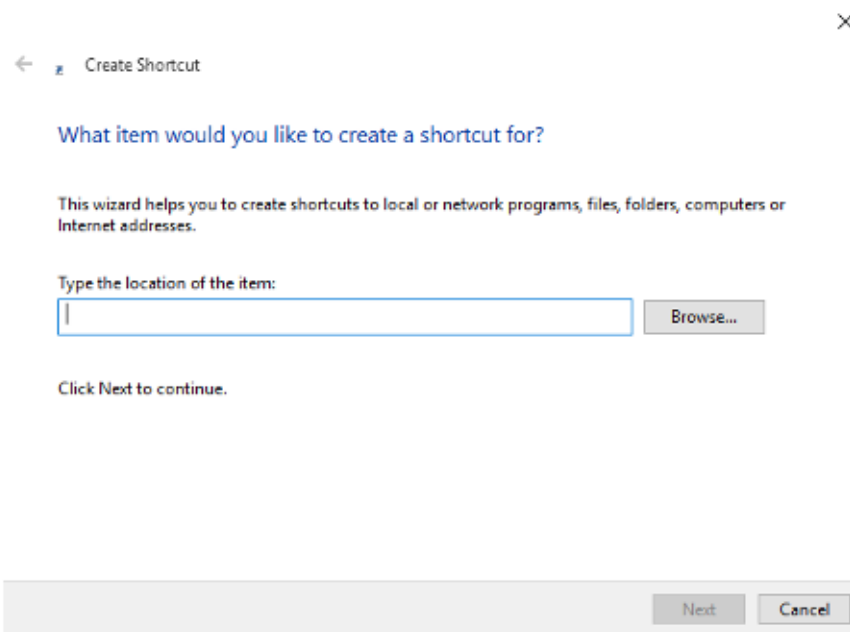 Create Shortcut
What item would you like to create a shortcut for?
This wizard helps you to create shortcuts to local or network programs, files, folders, computers or
Internet addresses.
Type the location of the item:
Browse...
Click Next to continue.
Next
Cancel